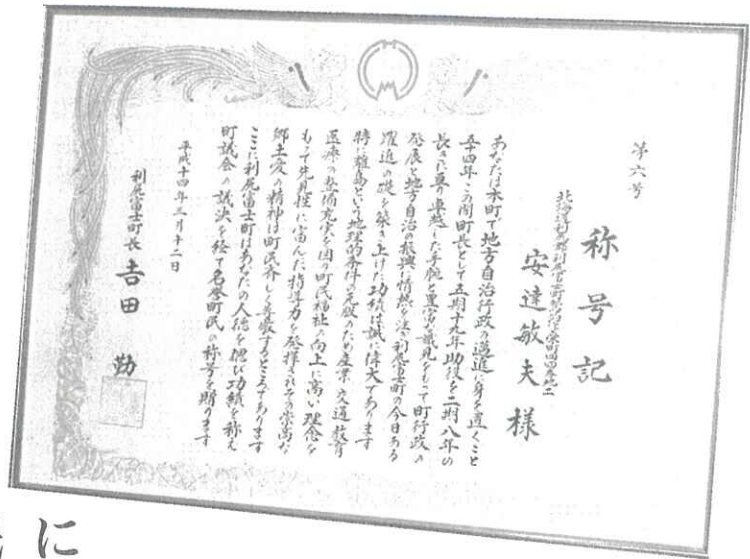 第六号
称号記
北海道利尻郡利尻富士町鴛泊字栄町四四番地ノ二
安達敏夫様
あなたは本町で地方自治行政の邁進に身を置くこと
五十四年この間町長として五期十九年助役を二期八年の
長きに亘り卓越した手腕と豊富な識見をもって町行政の
発展と地方自治の振興に情熱を注ぎ利尻富士町の今日ある
躍進の礎を築き上げた功績は誠に偉大であります
特に離島という地理的条件の克服のため産業交通教育
医療の整備充実を図り町民福祉の向上に高い理念を
もって先見性に富んだ指導力を発揮されその崇高な
郷土愛の精神は町民斉しく尊敬するところであります
ここに利尻富士町はあなたの人徳を偲び功績を称え
町議会の議決を経て名誉町民の称号を贈ります
平成十四年三月十二日
利尻富士町長 吉田 勤
に